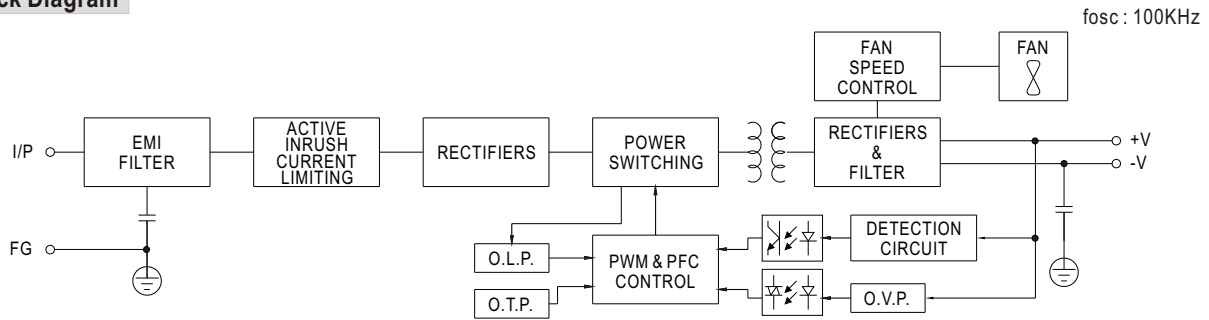 ck Diagram
fosc : 100KHz
FAN
SPEED
CONTROL
FAN
I/P
EMI
FILTER
ACTIVE
INRUSH
CURRENT
LIMITING
RECTIFIERS
POWER
SWITCHING
RECTIFIERS
&
FILTER
+V
-V
FG
O.L.P.
O.T.P.
PWM & PFC
CONTROL
DETECTION
CIRCUIT
O.V.P.